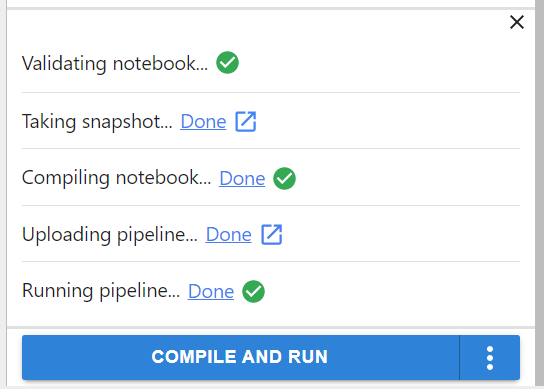 Validating notebook...
Taking snapshot... Done
Compiling notebook... Done
Uploading pipeline... Done
Running pipeline... Done
COMPILE AND RUN